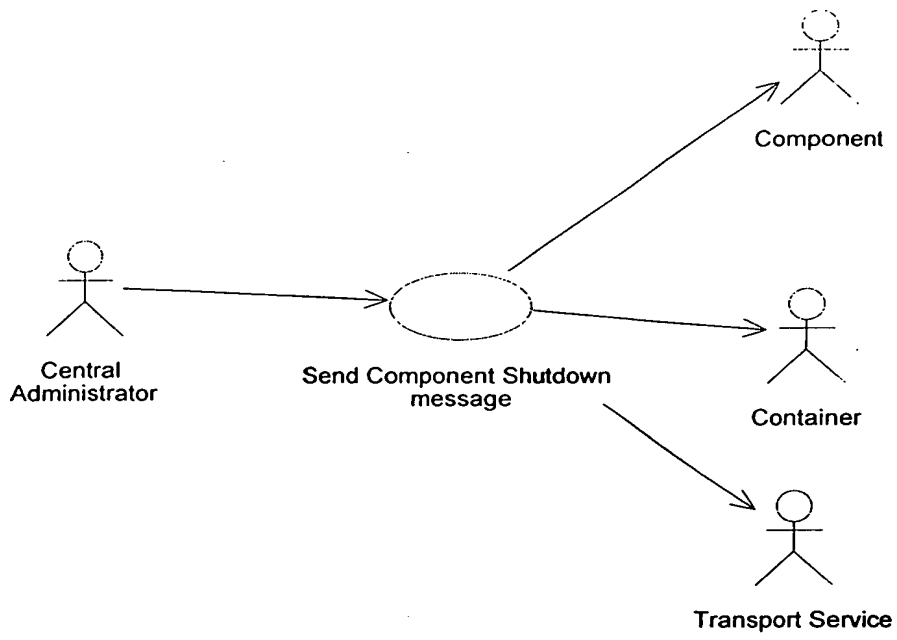 Component
Central
Administrator
Send Component Shutdown
message
Container
Transport Service